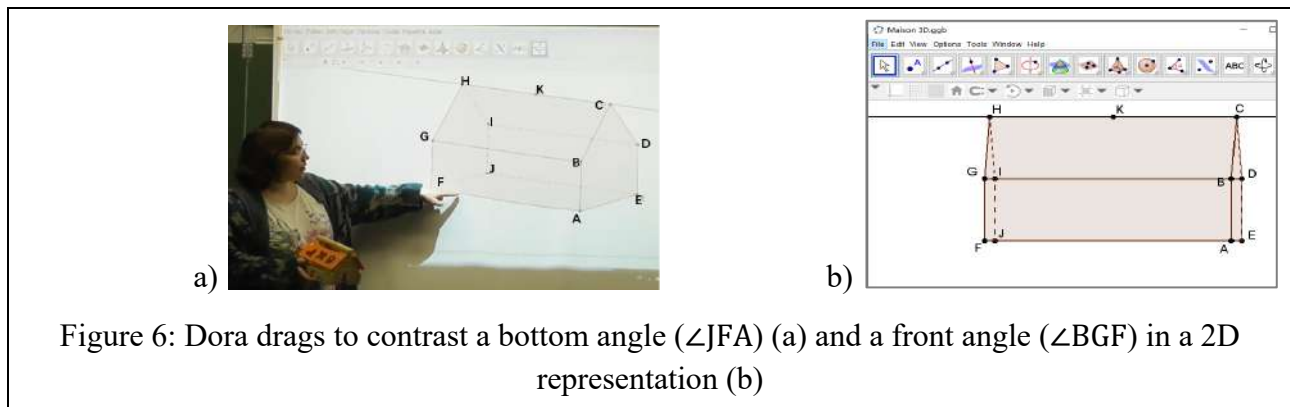 a)
H
K
C
G
I
B
D
J
F
E
A
b)
Maison 3D.ggb
File Edit View Options Tools Window Help
ABC
H
K
C
G
I
B
D
F
J
A
E
Figure 6: Dora drags to contrast a bottom angle (∠JFA) (a) and a front angle (∠BGF) in a 2D
representation (b)